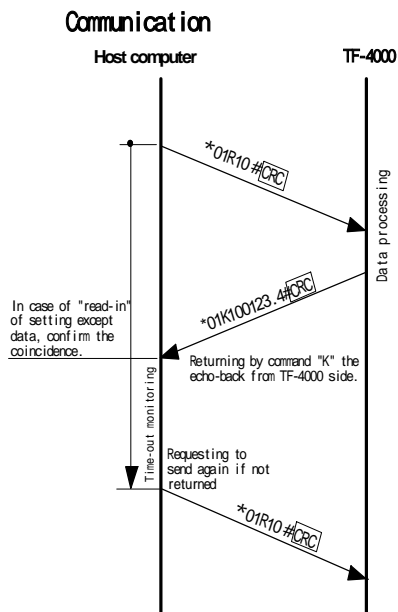 Communication
Host computer
TF-4000
*01R10#CRC
Data processing
*01K100123.4#CRC
In case of "read-in"
of setting except
data, confirm the
coincidence.
Returning by command "K" the
echo-back from TF-4000 side.
Time-out monitoring
Requesting to
send again if not
returned
*01R10#CRC